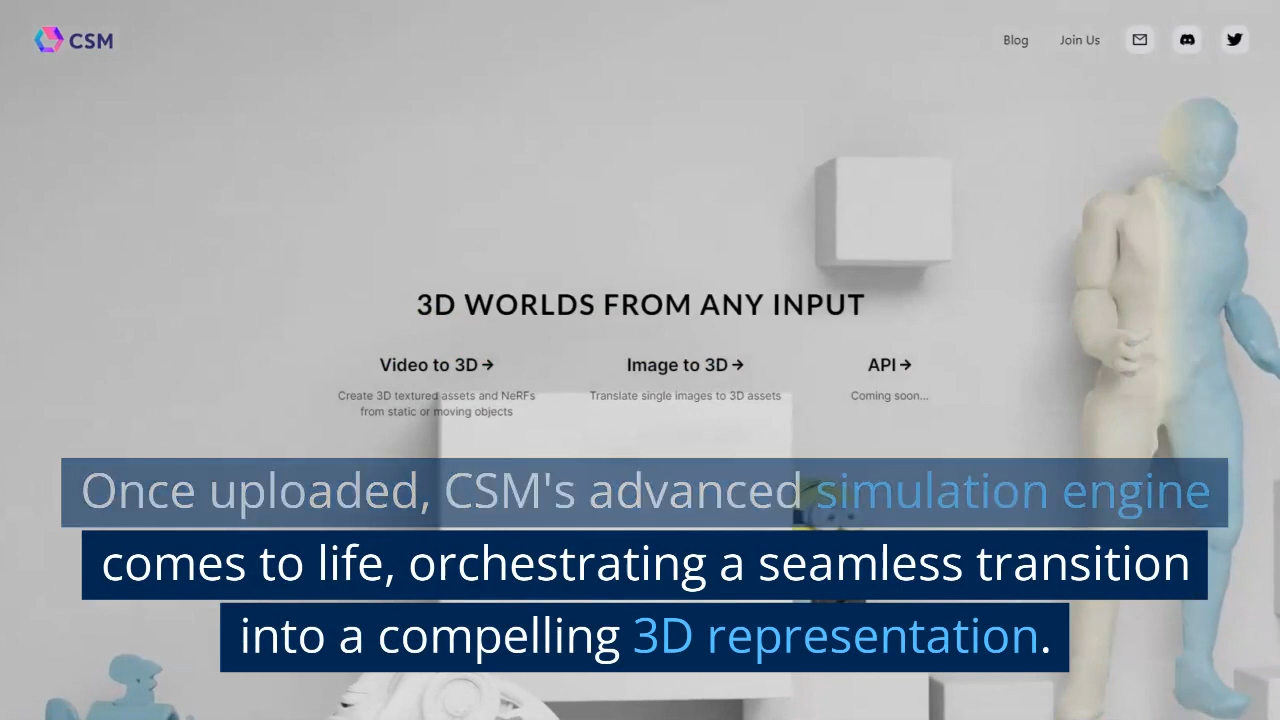 CSM
Blog
Join Us
3D WORLDS FROM ANY INPUT
Video to 3D →
Create 3D textured assets and NeRFs
from static or moving objects
Image to 3D →
Translate single images to 3D assets
API →
Coming soon...
Once uploaded, CSM's advanced simulation engine
comes to life, orchestrating a seamless transition
into a compelling 3D representation.